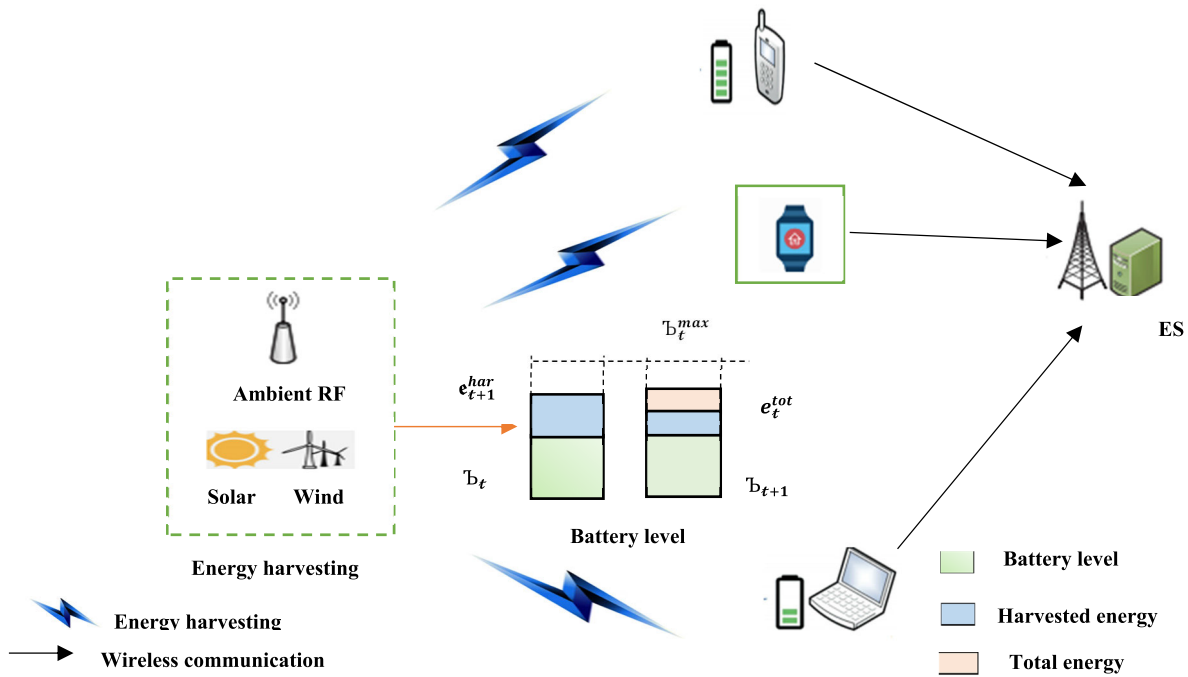 ES
Ъ_t^{max}
Ambient RF
𝖊_{t+1}^{har}
e_t^{tot}
Solar Wind
Ъ_t
Ъ_{t+1}
Battery level
Energy harvesting
Battery level
Energy harvesting
Harvested energy
Wireless communication
Total energy